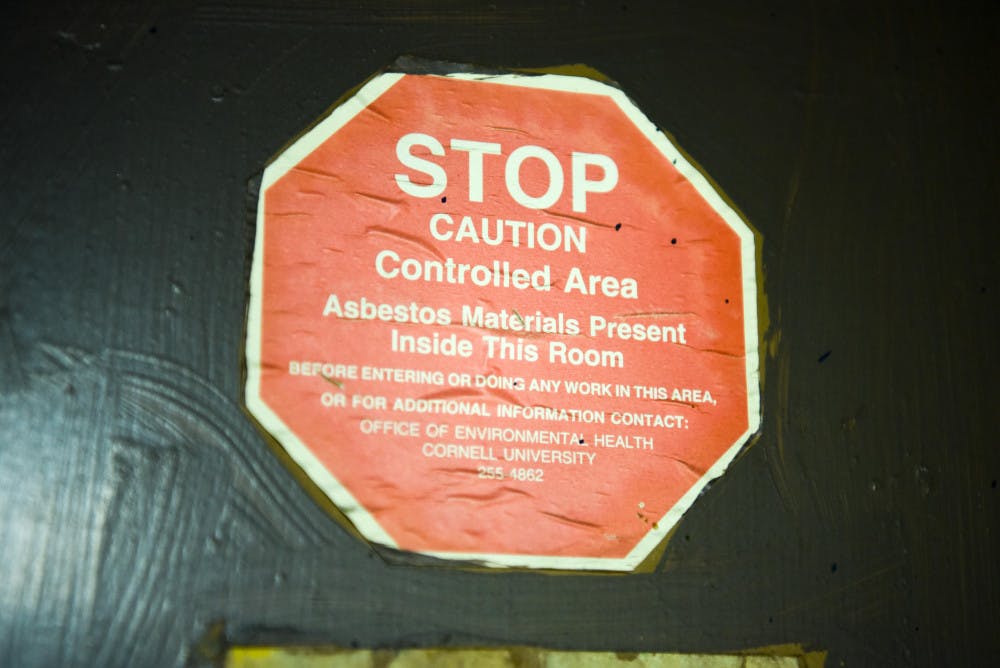 STOP
CAUTION
Controlled Area
Asbestos Materials Present
Inside This Room
BEFORE ENTERING OR DOING ANY WORK IN THIS AREA,
OR FOR ADDITIONAL INFORMATION CONTACT:
OFFICE OF ENVIRONMENTAL HEALTH
CORNELL UNIVERSITY
255 4862